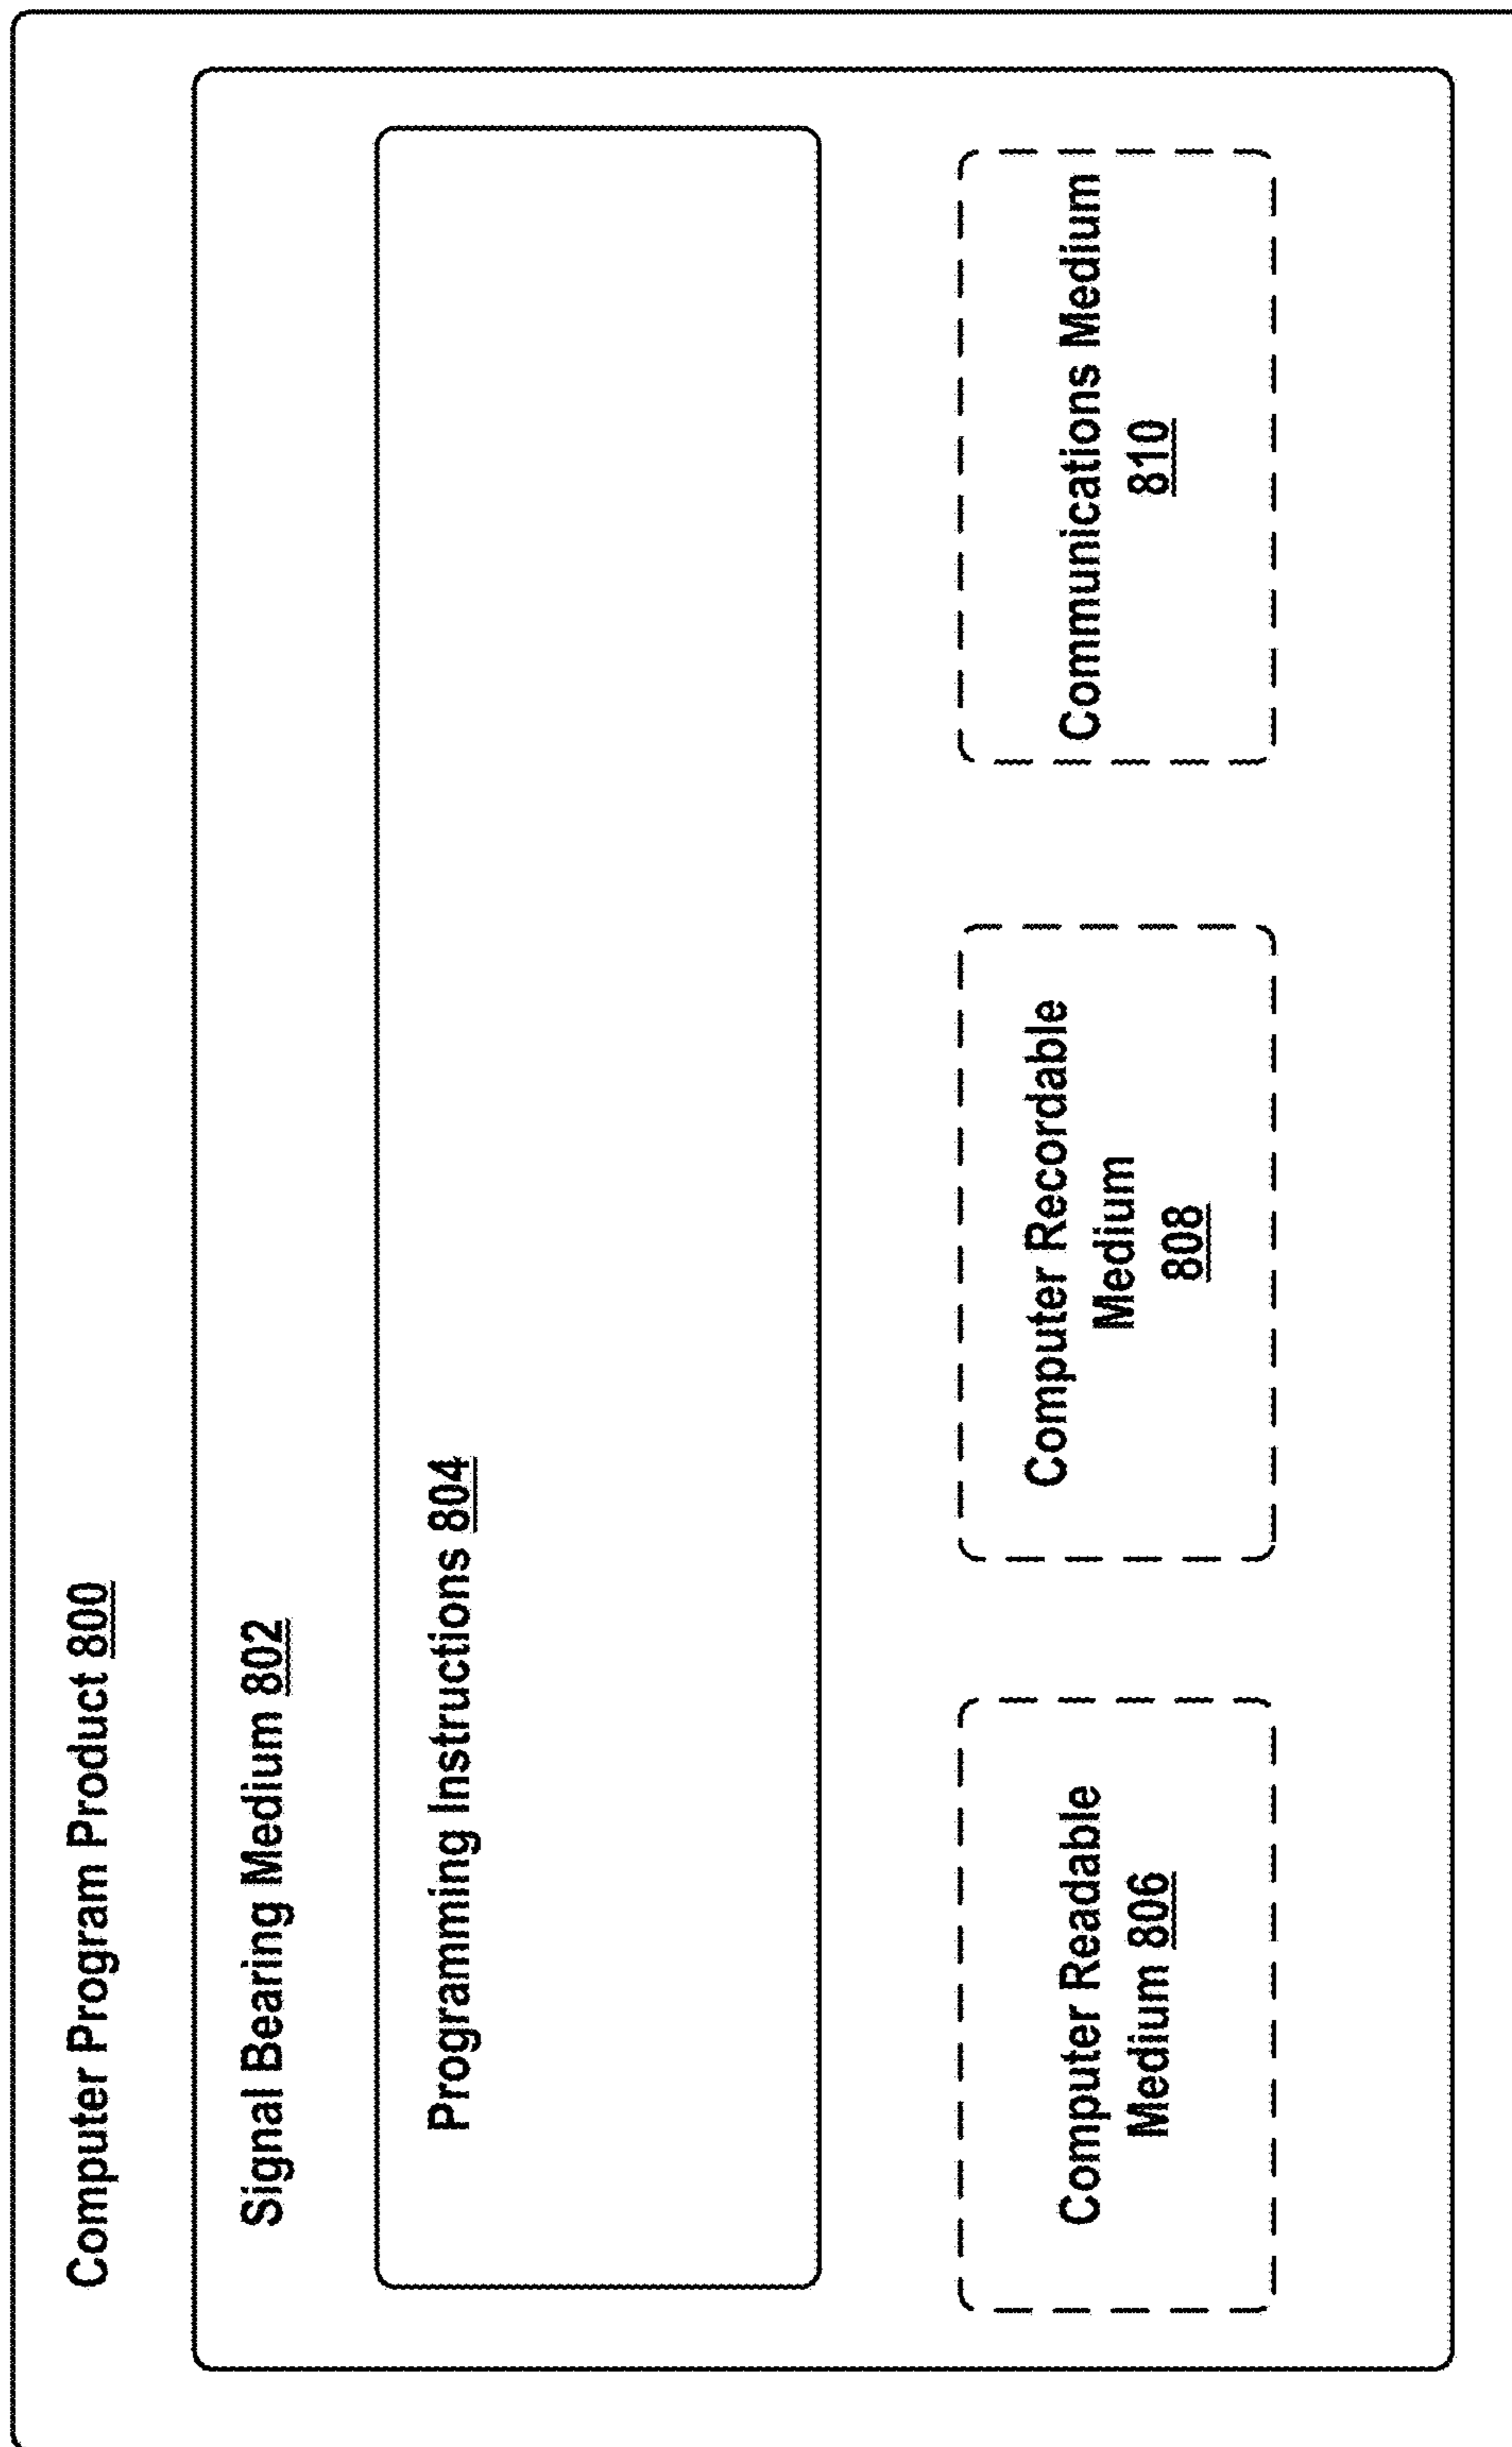 Computer Program Product 800
Signal Bearing Medium 802
Programming Instructions 804
Computer Readable
Medium 806
Computer Recordable
Medium
808
Communications Medium
810